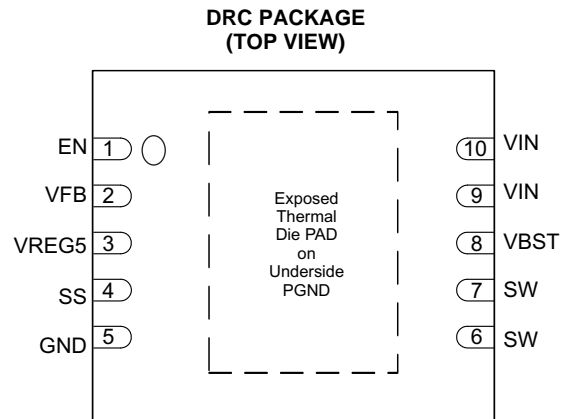 DRC PACKAGE
(TOP VIEW)
EN 1
10 VIN
VFB 2
9 VIN
VREG5 3
8 VBST
SS 4
7 SW
GND 5
6 SW
Exposed
Thermal
Die PAD
on
Underside
PGND